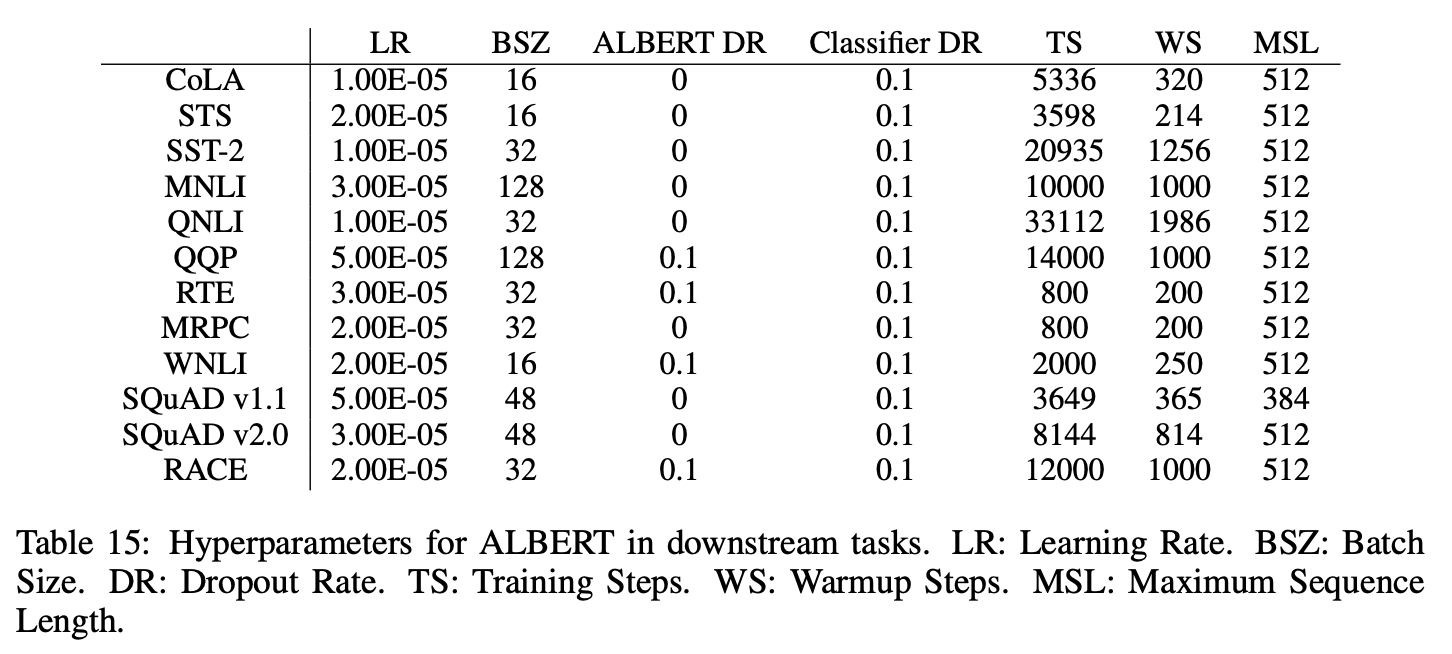 LR BSZ ALBERT DR Classifier DR TS WS MSL
CoLA 1.00E-05 16 0 0.1 5336 320 512
STS 2.00E-05 16 0 0.1 3598 214 512
SST-2 1.00E-05 32 0 0.1 20935 1256 512
MNLI 3.00E-05 128 0 0.1 10000 1000 512
QNLI 1.00E-05 32 0 0.1 33112 1986 512
QQP 5.00E-05 128 0.1 0.1 14000 1000 512
RTE 3.00E-05 32 0.1 0.1 800 200 512
MRPC 2.00E-05 32 0 0.1 800 200 512
WNLI 2.00E-05 16 0.1 0.1 2000 250 512
SQuAD v1.1 5.00E-05 48 0 0.1 3649 365 384
SQuAD v2.0 3.00E-05 48 0 0.1 8144 814 512
RACE 2.00E-05 32 0.1 0.1 12000 1000 512
Table 15: Hyperparameters for ALBERT in downstream tasks. LR: Learning Rate. BSZ: Batch
Size. DR: Dropout Rate. TS: Training Steps. WS: Warmup Steps. MSL: Maximum Sequence
Length.